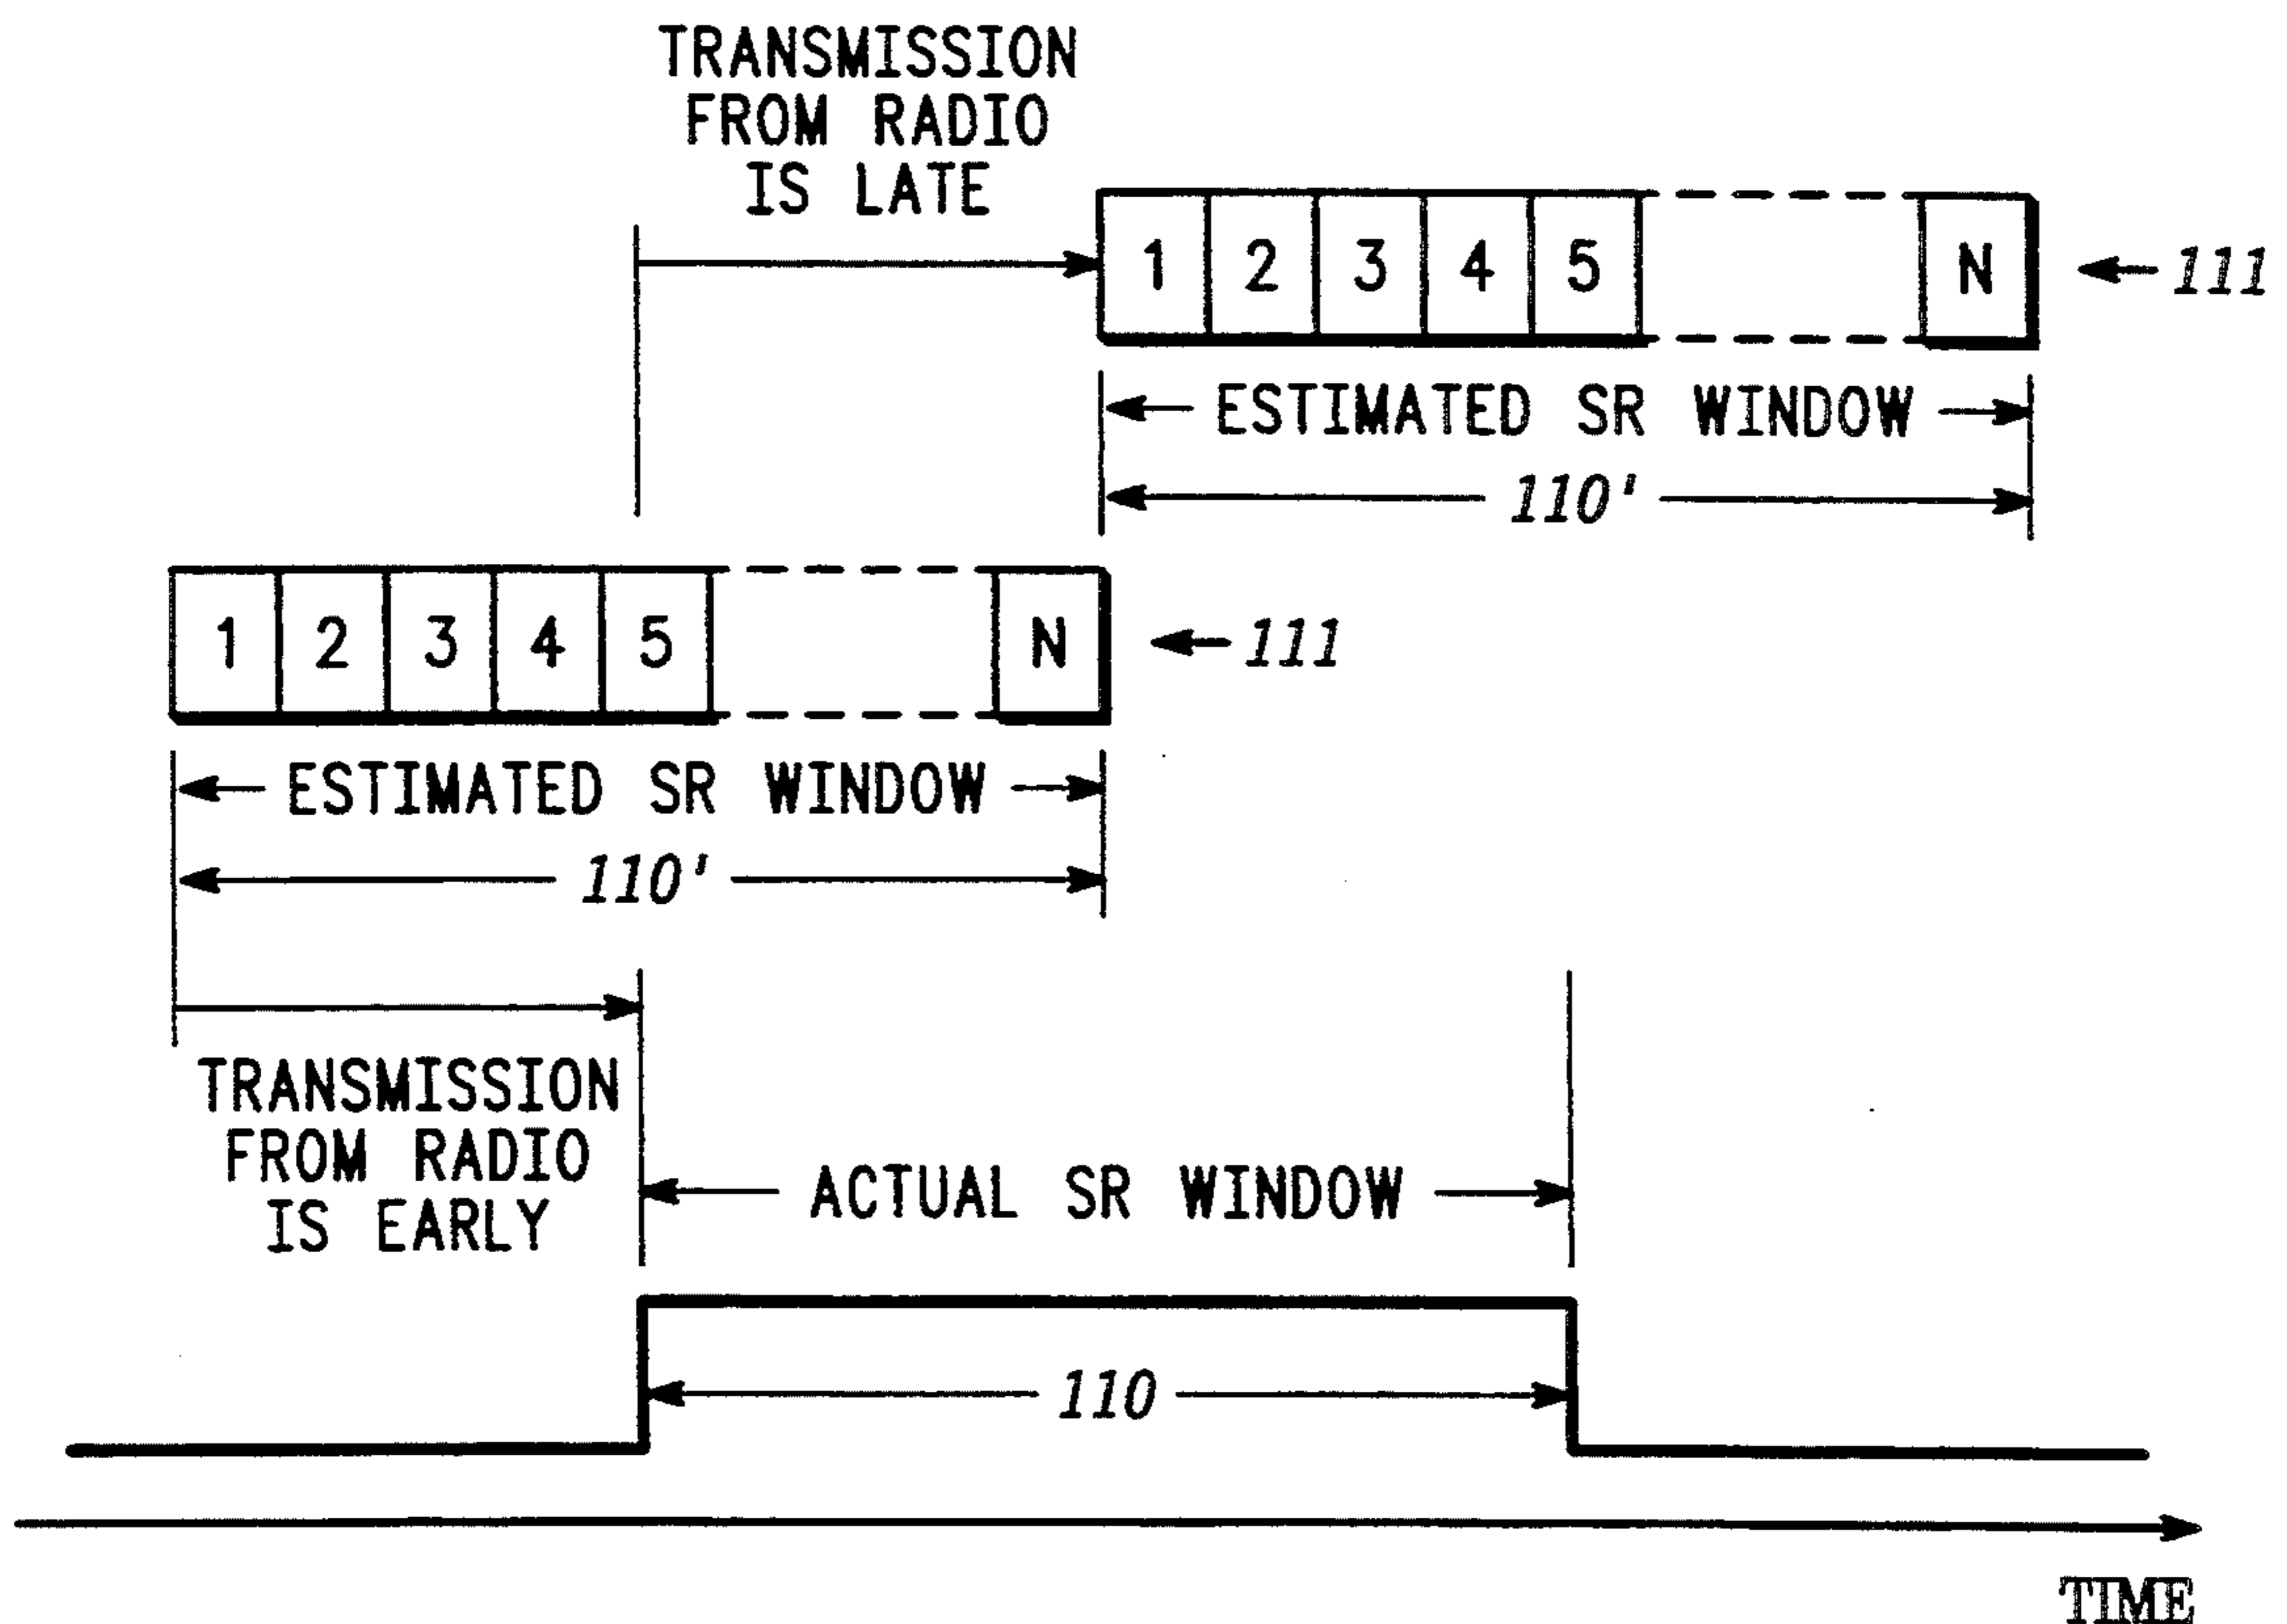 TRANSMISSION
FROM RADIO
IS LATE
1 2 3 4 5 N 111
ESTIMATED SR WINDOW
110'
1 2 3 4 5 N 111
ESTIMATED SR WINDOW
110'
TRANSMISSION
FROM RADIO
IS EARLY
ACTUAL SR WINDOW
110
TIME